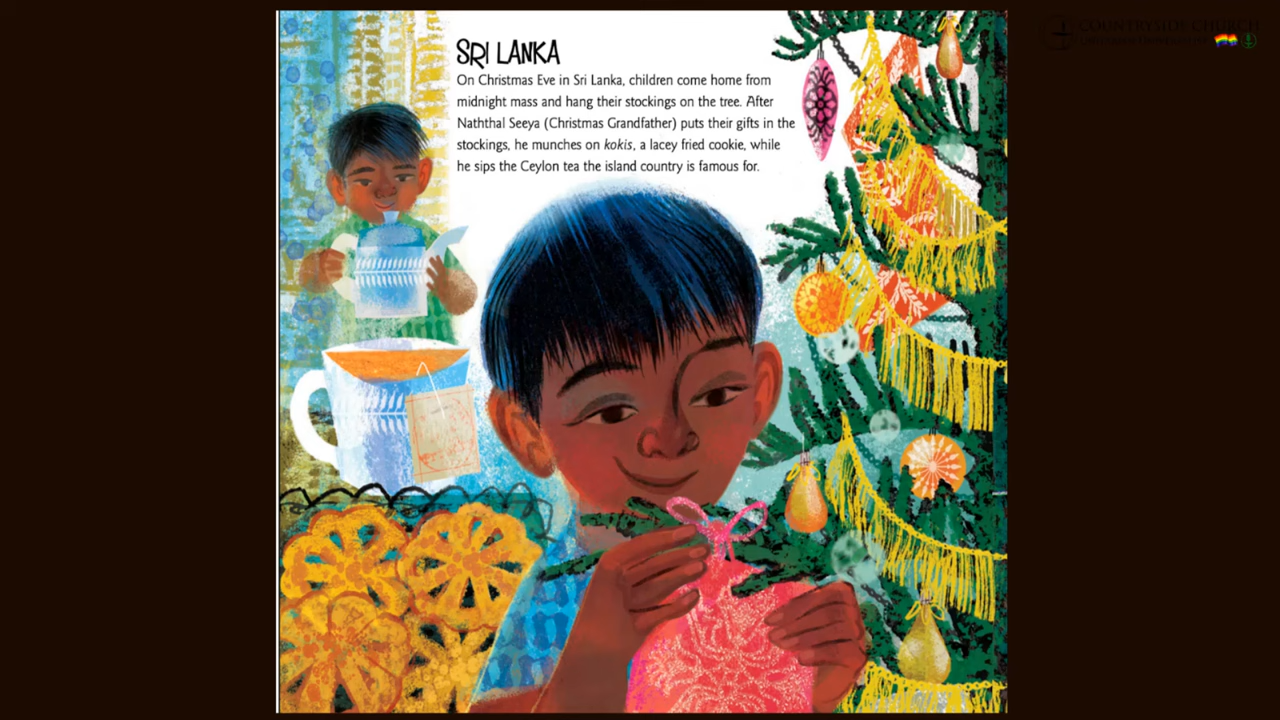 SRI LANKA
On Christmas Eve in Sri Lanka, children come home from
midnight mass and hang their stockings on the tree. After
Naththal Seeya (Christmas Grandfather) puts their gifts in the
stockings, he munches on kokis, a lacey fried cookie, while
he sips the Ceylon tea the island country is famous for.
COUNTRYSIDE CHURCH